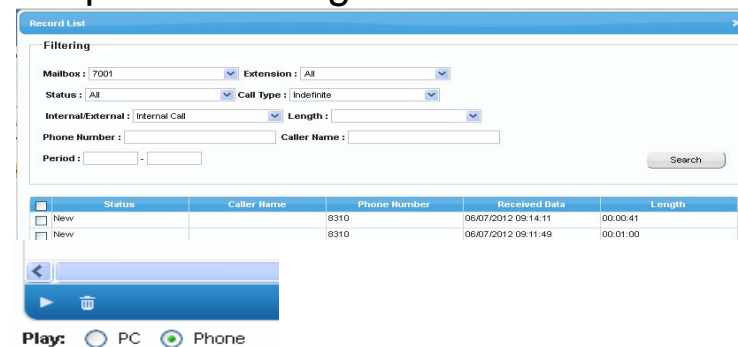 Record List
Filtering
Mailbox : 7001 Extension : All
Status : All Call Type : Indefinite
Internal/External : Internal Call Length :
Phone Number : Caller Name :
Period : - Search
Status Caller Name Phone Number Received Data Length
New 8310 06/07/2012 09:14:11 00:00:41
New 8310 06/07/2012 09:11:49 00:01:00
Play: PC Phone